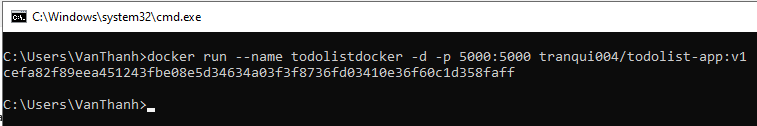 C:\Windows\system32\cmd.exe
C:\Users\VanThanh>docker run --name todolistdocker -d -p 5000:5000 tranqui004/todolist-app:v1
cefa82f89eea451243fbe08e5d34634a03f3f8736fd03410e36f60c1d358faff
C:\Users\VanThanh>